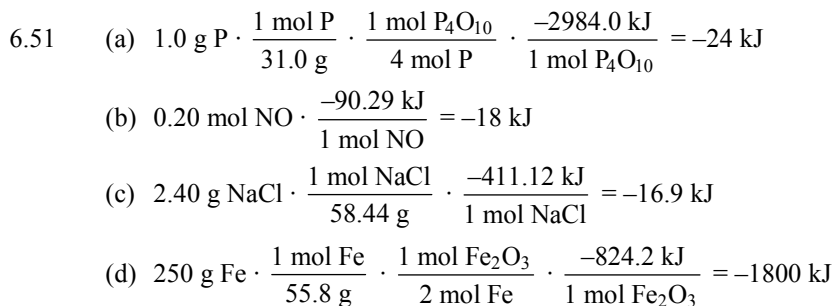 6.51 (a) 1.0 g P · 1 mol P/31.0 g · 1 mol P₄O₁₀/4 mol P · –2984.0 kJ/1 mol P₄O₁₀ = –24 kJ
(b) 0.20 mol NO · –90.29 kJ/1 mol NO = –18 kJ
(c) 2.40 g NaCl · 1 mol NaCl/58.44 g · –411.12 kJ/1 mol NaCl = –16.9 kJ
(d) 250 g Fe · 1 mol Fe/55.8 g · 1 mol Fe₂O₃/2 mol Fe · –824.2 kJ/1 mol Fe₂O₃ = –1800 kJ